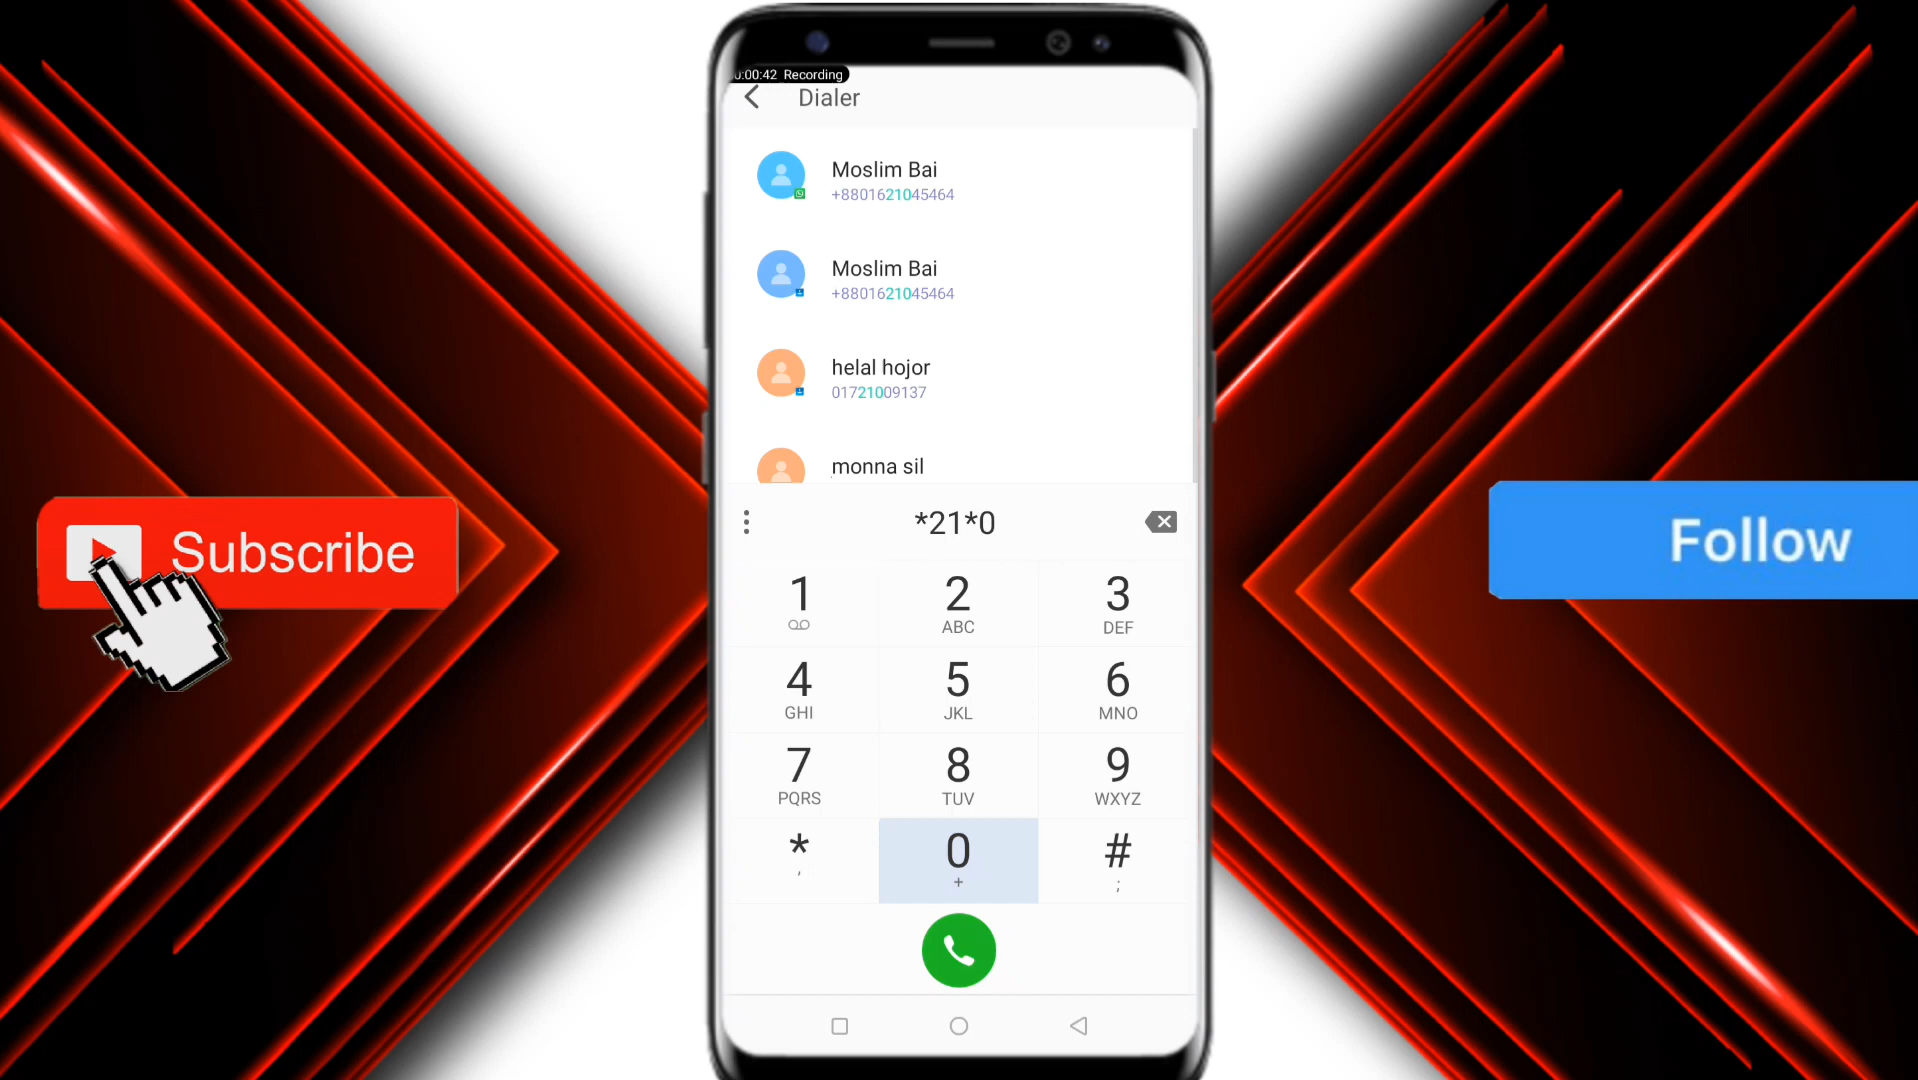 0:00:42 Recording
Dialer
Moslim Bai
+8801621045464
Moslim Bai
+8801621045464
helal hojor
01721009137
monna sil
*21*0
1
2
ABC
3
DEF
4
GHI
5
JKL
6
MNO
7
PQRS
8
TUV
9
WXYZ
*
,
0
+
#
;
Subscribe
Follow